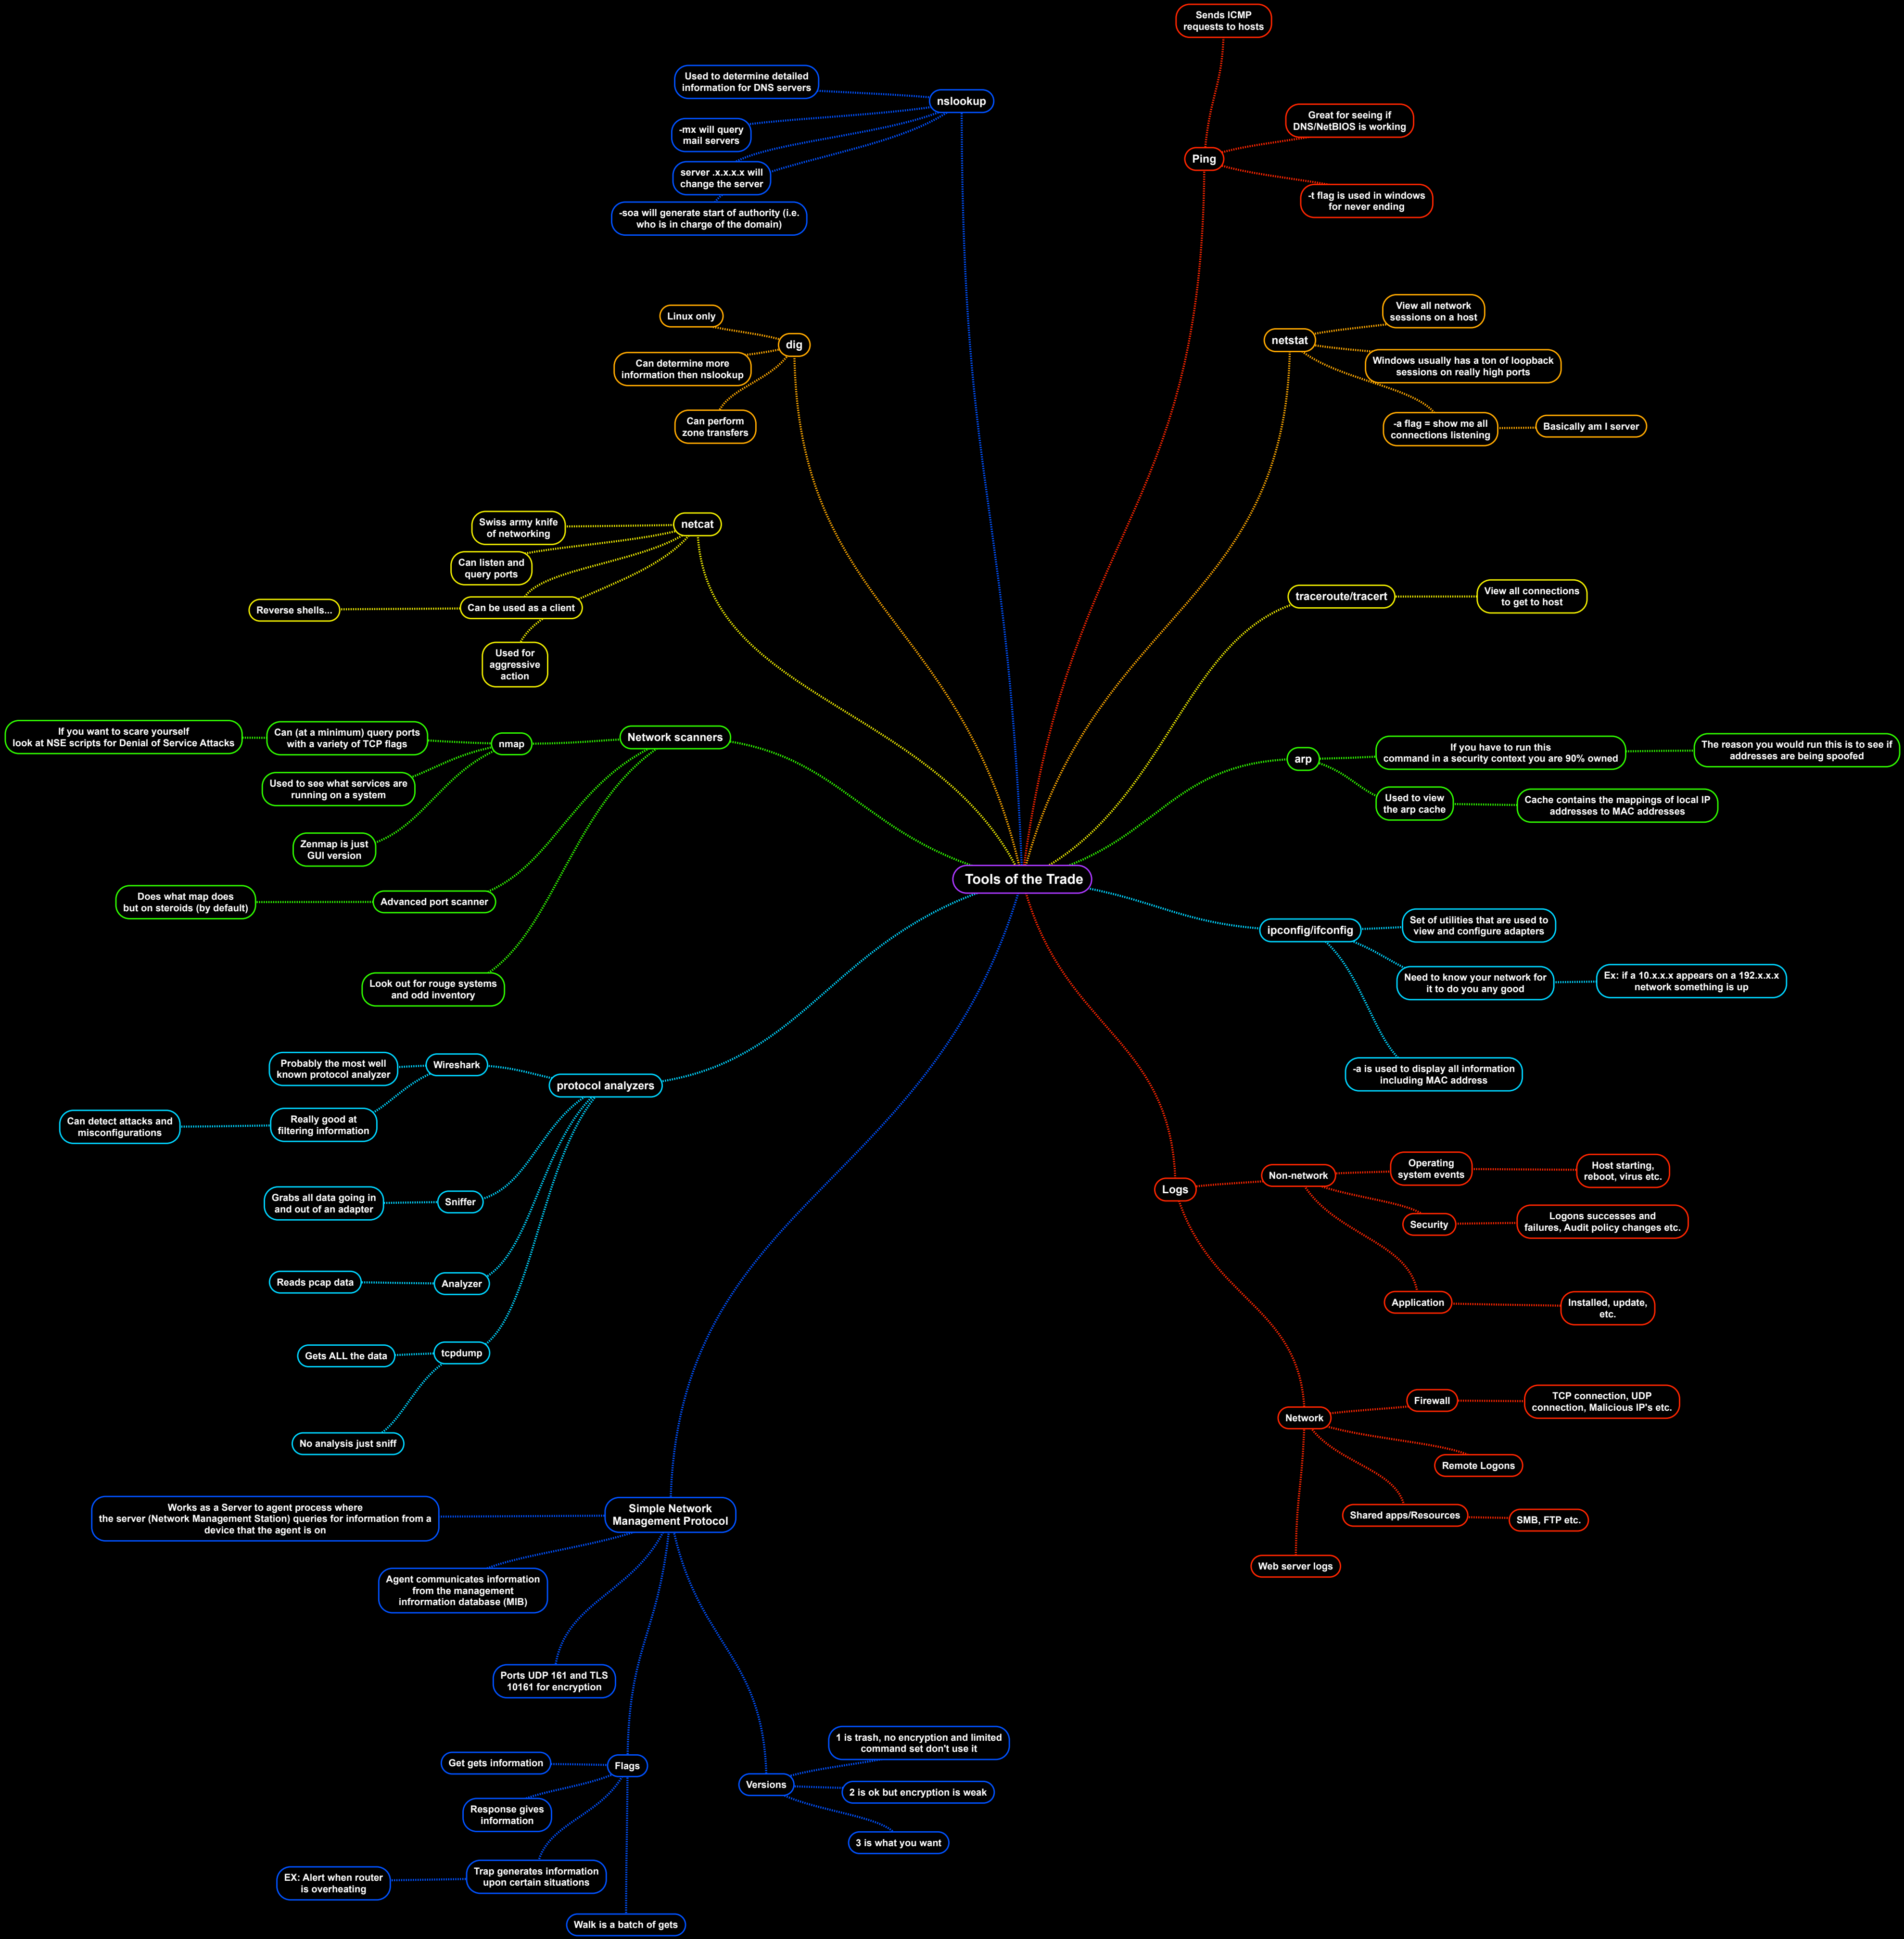 Tools of the Trade
Ping
Sends ICMP
requests to hosts
Great for seeing if
DNS/NetBIOS is working
-t flag is used in windows
for never ending
netstat
View all network
sessions on a host
Windows usually has a ton of loopback
sessions on really high ports
-a flag = show me all
connections listening
Basically am I server
traceroute/tracert
View all connections
to get to host
arp
If you have to run this
command in a security context you are 90% owned
The reason you would run this is to see if
addresses are being spoofed
Used to view
the arp cache
Cache contains the mappings of local IP
addresses to MAC addresses
ipconfig/ifconfig
Set of utilities that are used to
view and configure adapters
Need to know your network for
it to do you any good
Ex: if a 10.x.x.x appears on a 192.x.x.x
network something is up
-a is used to display all information
including MAC address
Logs
Non-network
Operating
system events
Host starting,
reboot, virus etc.
Security
Logons successes and
failures, Audit policy changes etc.
Application
Installed, update,
etc.
Network
Firewall
TCP connection, UDP
connection, Malicious IP's etc.
Remote Logons
Shared apps/Resources
SMB, FTP etc.
Web server logs
nslookup
Used to determine detailed
information for DNS servers
-mx will query
mail servers
server .x.x.x.x will
change the server
-soa will generate start of authority (i.e.
who is in charge of the domain)
dig
Linux only
Can determine more
information then nslookup
Can perform
zone transfers
netcat
Swiss army knife
of networking
Can listen and
query ports
Can be used as a client
Reverse shells...
Used for
aggressive
action
Network scanners
nmap
Can (at a minimum) query ports
with a variety of TCP flags
If you want to scare yourself
look at NSE scripts for Denial of Service Attacks
Used to see what services are
running on a system
Zenmap is just
GUI version
Advanced port scanner
Does what map does
but on steroids (by default)
Look out for rouge systems
and odd inventory
protocol analyzers
Wireshark
Probably the most well
known protocol analyzer
Really good at
filtering information
Can detect attacks and
misconfigurations
Sniffer
Grabs all data going in
and out of an adapter
Analyzer
Reads pcap data
tcpdump
Gets ALL the data
No analysis just sniff
Simple Network
Management Protocol
Works as a Server to agent process where
the server (Network Management Station) queries for information from a
device that the agent is on
Agent communicates information
from the management
infrormation database (MIB)
Ports UDP 161 and TLS
10161 for encryption
Flags
Get gets information
Response gives
information
Trap generates information
upon certain situations
EX: Alert when router
is overheating
Walk is a batch of gets
Versions
1 is trash, no encryption and limited
command set don't use it
2 is ok but encryption is weak
3 is what you want